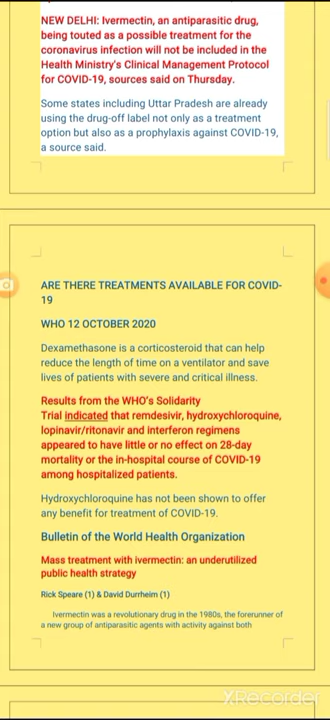 NEW DELHI: Ivermectin, an antiparasitic drug,
being touted as a possible treatment for the
coronavirus infection will not be included in the
Health Ministry's Clinical Management Protocol
for COVID-19, sources said on Thursday.
Some states including Uttar Pradesh are already
using the drug-off label not only as a treatment
option but also as a prophylaxis against COVID-19,
a source said.
ARE THERE TREATMENTS AVAILABLE FOR COVID-
19
WHO 12 OCTOBER 2020
Dexamethasone is a corticosteroid that can help
reduce the length of time on a ventilator and save
lives of patients with severe and critical illness.
Results from the WHO's Solidarity
Trial indicated that remdesivir, hydroxychloroquine,
lopinavir/ritonavir and interferon regimens
appeared to have little or no effect on 28-day
mortality or the in-hospital course of COVID-19
among hospitalized patients.
Hydroxychloroquine has not been shown to offer
any benefit for treatment of COVID-19.
Bulletin of the World Health Organization
Mass treatment with ivermectin: an underutilized
public health strategy
Rick Speare (1) & David Durrheim (1)
Ivermectin was a revolutionary drug in the 1980s, the forerunner of
a new group of antiparasitic agents with activity against both
XRecorder